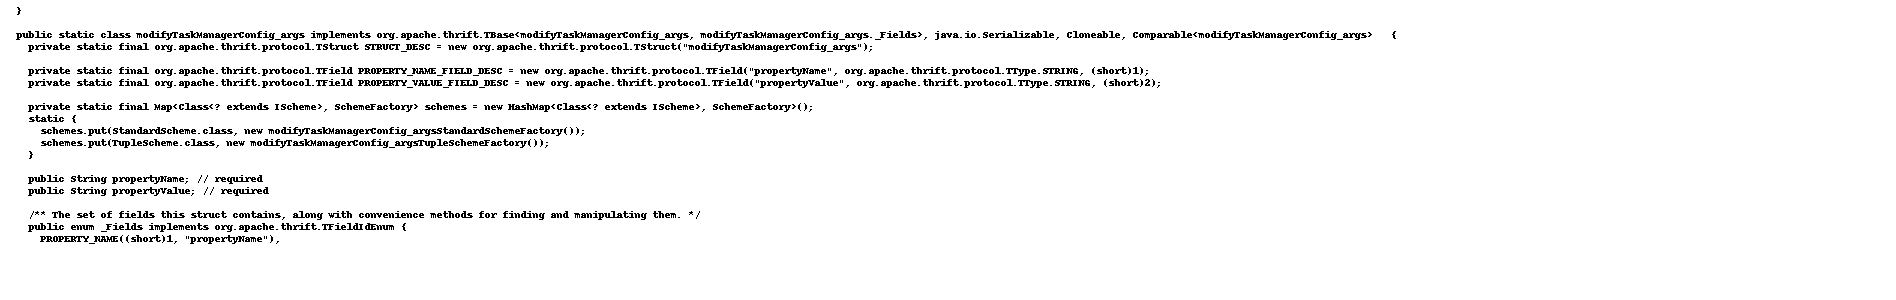 }
public static class modifyTaskManagerConfig_args implements org.apache.thrift.TBase<modifyTaskManagerConfig_args, modifyTaskManagerConfig_args._Fields>, java.io.Serializable, Cloneable, Comparable<modifyTaskManagerConfig_args>   {
  private static final org.apache.thrift.protocol.TStruct STRUCT_DESC = new org.apache.thrift.protocol.TStruct("modifyTaskManagerConfig_args");
  private static final org.apache.thrift.protocol.TField PROPERTY_NAME_FIELD_DESC = new org.apache.thrift.protocol.TField("propertyName", org.apache.thrift.protocol.TType.STRING, (short)1);
  private static final org.apache.thrift.protocol.TField PROPERTY_VALUE_FIELD_DESC = new org.apache.thrift.protocol.TField("propertyValue", org.apache.thrift.protocol.TType.STRING, (short)2);
  private static final Map<Class<? extends IScheme>, SchemeFactory> schemes = new HashMap<Class<? extends IScheme>, SchemeFactory>();
  static {
    schemes.put(StandardScheme.class, new modifyTaskManagerConfig_argsStandardSchemeFactory());
    schemes.put(TupleScheme.class, new modifyTaskManagerConfig_argsTupleSchemeFactory());
  }
  public String propertyName; // required
  public String propertyValue; // required
  /** The set of fields this struct contains, along with convenience methods for finding and manipulating them. */
  public enum _Fields implements org.apache.thrift.TFieldIdEnum {
    PROPERTY_NAME((short)1, "propertyName"),